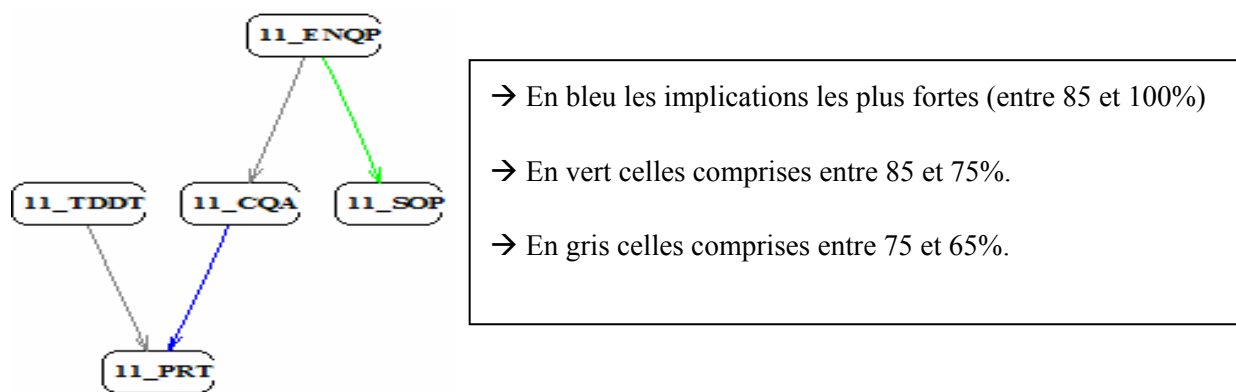 11_ENQP
11_TDDT 11_CQA 11_SOP
11_PRT
→ En bleu les implications les plus fortes (entre 85 et 100%)
→ En vert celles comprises entre 85 et 75%.
→ En gris celles comprises entre 75 et 65%.